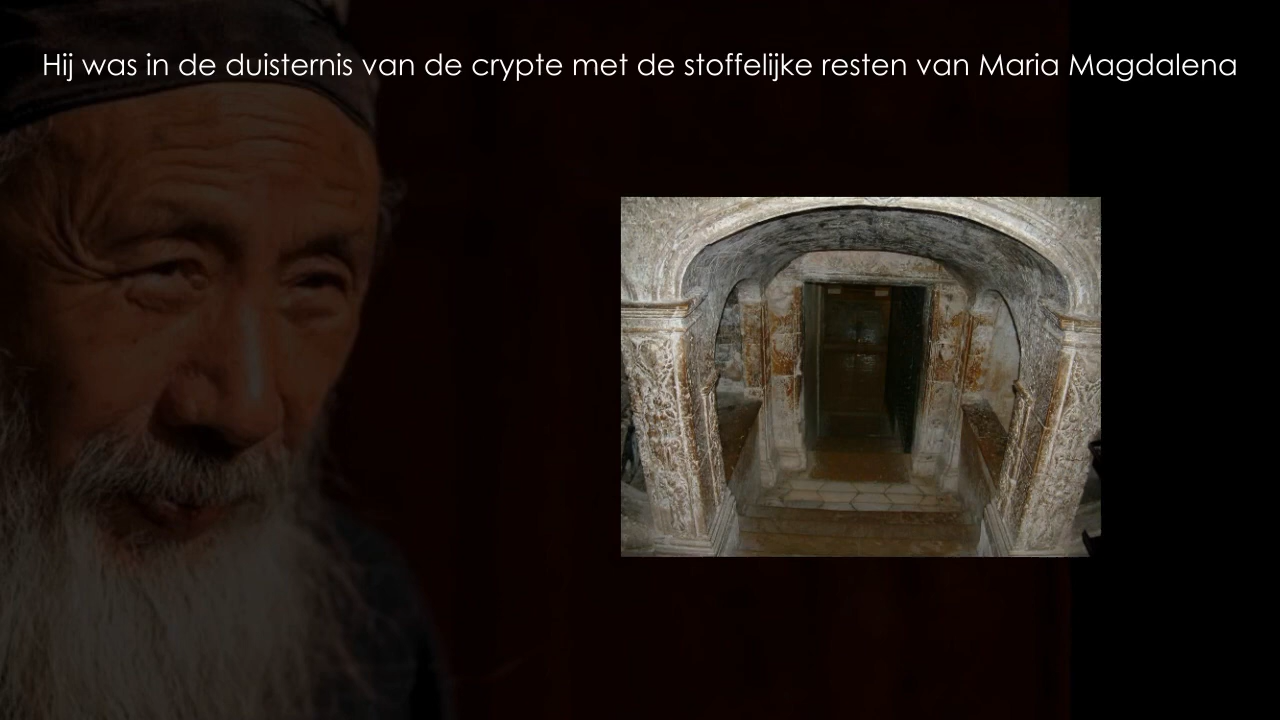 Hij was in de duisternis van de crypte met de stoffelijke resten van Maria Magdalena